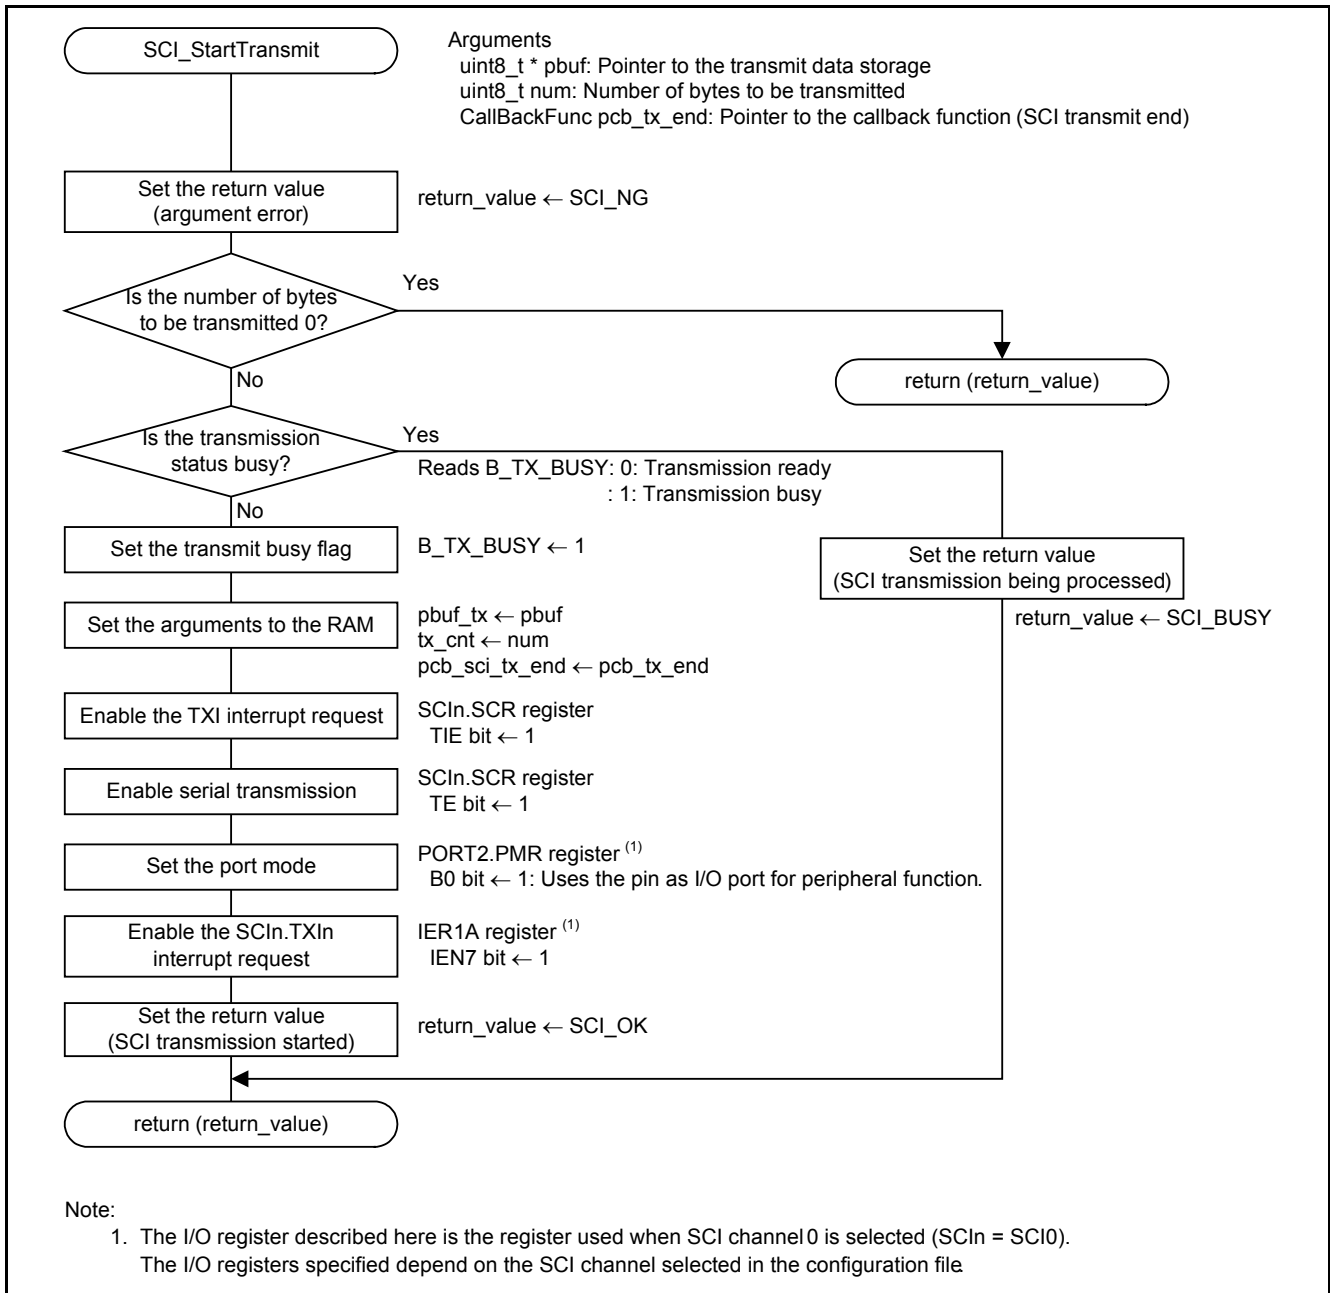 SCI_StartTransmit
Arguments
uint8_t * pbuf: Pointer to the transmit data storage
uint8_t num: Number of bytes to be transmitted
CallBackFunc pcb_tx_end: Pointer to the callback function (SCI transmit end)
Set the return value
(argument error)
return_value ← SCI_NG
Is the number of bytes
to be transmitted 0?
Yes
return (return_value)
No
Is the transmission
status busy?
Yes
Reads B_TX_BUSY: 0: Transmission ready
: 1: Transmission busy
No
Set the transmit busy flag
B_TX_BUSY ← 1
Set the return value
(SCI transmission being processed)
return_value ← SCI_BUSY
Set the arguments to the RAM
pbuf_tx ← pbuf
tx_cnt ← num
pcb_sci_tx_end ← pcb_tx_end
Enable the TXI interrupt request
SCIn.SCR register
TIE bit ← 1
Enable serial transmission
SCIn.SCR register
TE bit ← 1
Set the port mode
PORT2.PMR register (1)
B0 bit ← 1: Uses the pin as I/O port for peripheral function.
Enable the SCIn.TXIn
interrupt request
IER1A register (1)
IEN7 bit ← 1
Set the return value
(SCI transmission started)
return_value ← SCI_OK
return (return_value)
Note:
1. The I/O register described here is the register used when SCI channel 0 is selected (SCIn = SCI0).
The I/O registers specified depend on the SCI channel selected in the configuration file.